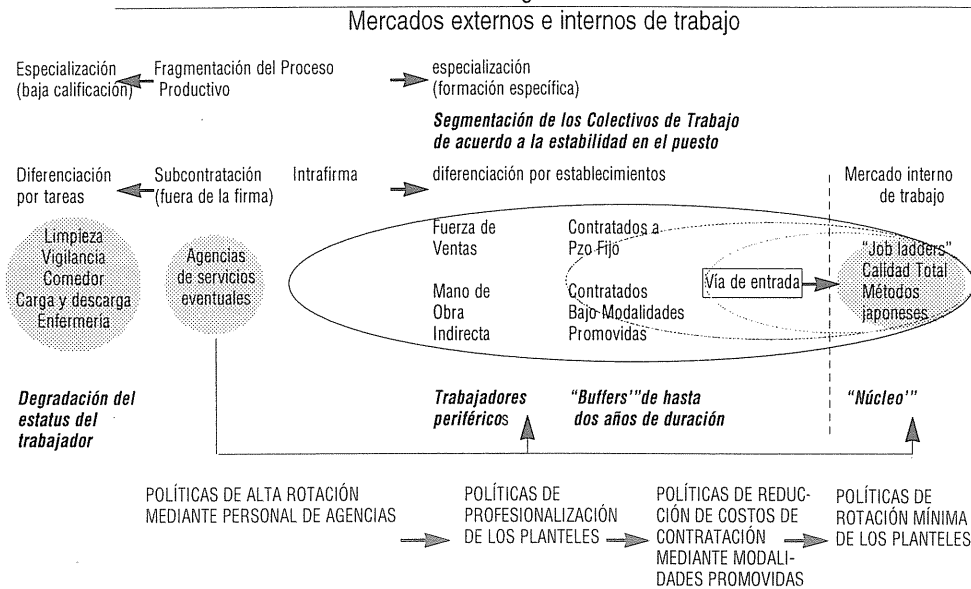 Mercados externos e internos de trabajo
Especialización
(baja calificación)
Fragmentación del Proceso
Productivo
especialización
(formación específica)
Segmentación de los Colectivos de Trabajo
de acuerdo a la estabilidad en el puesto
Diferenciación
por tareas
Subcontratación
(fuera de la firma)
Intrafirma
diferenciación por establecimientos
Mercado interno
de trabajo
Limpieza
Vigilancia
Comedor
Carga y descarga
Enfermería
Agencias
de servicios
eventuales
Fuerza de
Ventas
Mano de
Obra
Indirecta
Contratados a
Pzo Fijo
Contratados
Bajo Modalidades
Promovidas
Vía de entrada
"Job ladders"
Calidad Total
Métodos
japoneses
Degradación del
estatus del
trabajador
Trabajadores
periféricos
"Buffers'"de hasta
dos años de duración
"Núcleo'"
POLÍTICAS DE ALTA ROTACIÓN
MEDIANTE PERSONAL DE AGENCIAS
POLÍTICAS DE
PROFESIONALIZACIÓN
DE LOS PLANTELES
POLÍTICAS DE REDUC-
CIÓN DE COSTOS DE
CONTRATACIÓN
MEDIANTE MODALI-
DADES PROMOVIDAS
POLÍTICAS DE
ROTACIÓN MÍNIMA
DE LOS PLANTELES